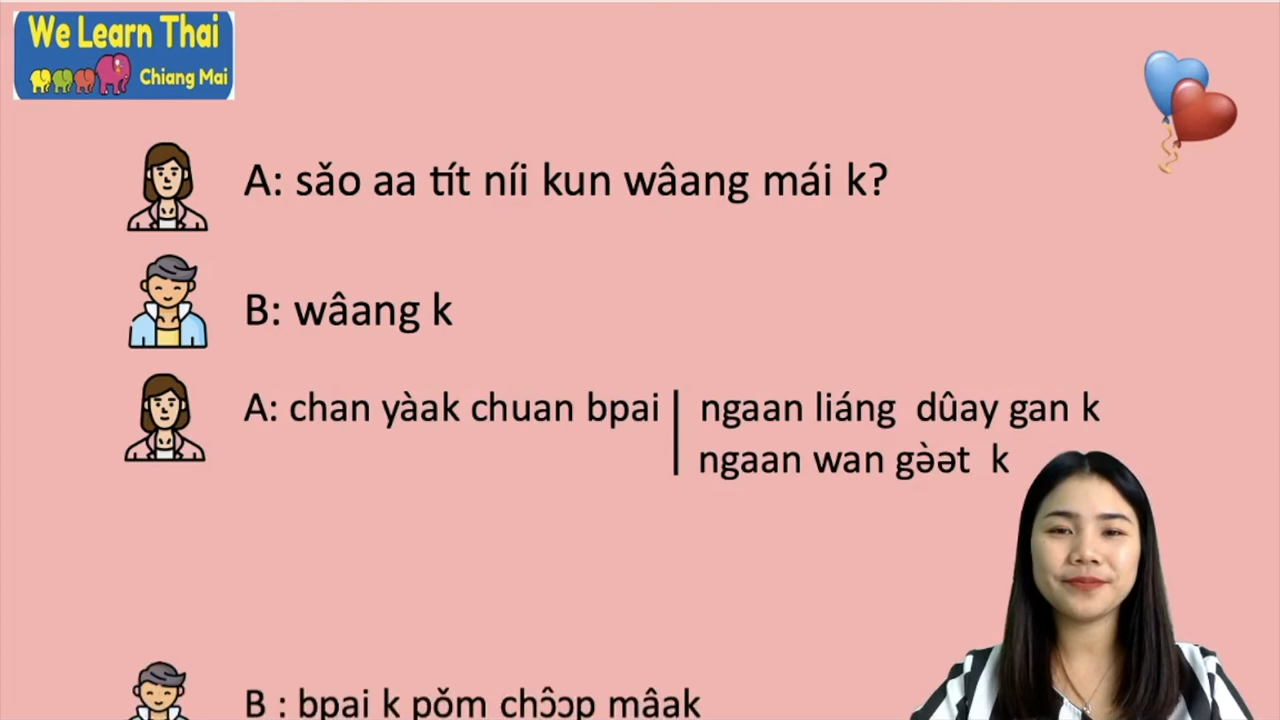 We Learn Thai
Chiang Mai
A: sǎo aa tít níi kun wâang mái k?
B: wâang k
A: chan yàak chuan bpai | ngaan liáng dûay gan k
ngaan wan gə̀ət k
B : bpai k pǒm chɔ̂ɔp mâak